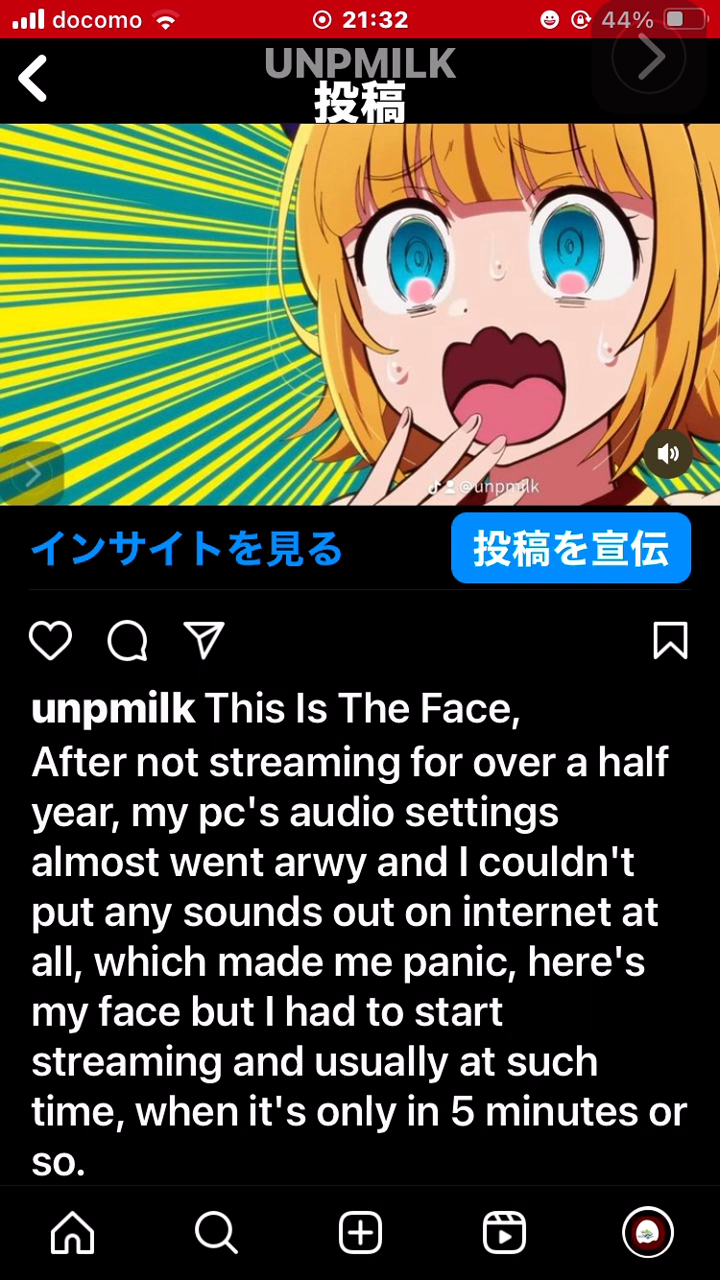 docomo 21:32 44%
UNPMILK
投稿
@unpmilk
インサイトを見る 投稿を宣伝
unpmilk This Is The Face,
After not streaming for over a half
year, my pc's audio settings
almost went arwy and I couldn't
put any sounds out on internet at
all, which made me panic, here's
my face but I had to start
streaming and usually at such
time, when it's only in 5 minutes or
so.